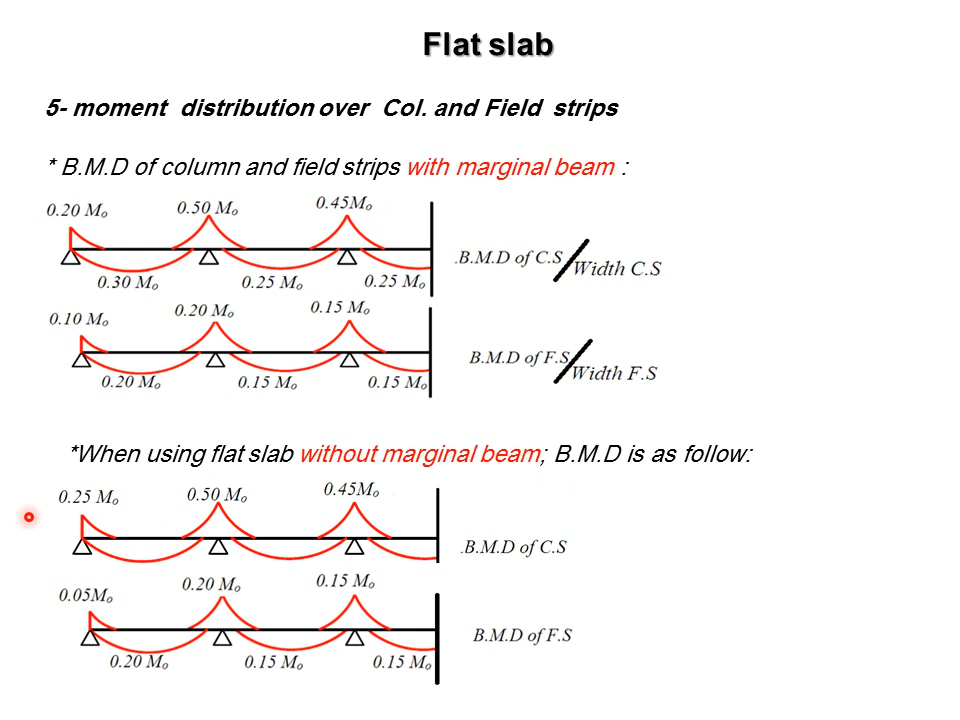 Flat slab
5- moment distribution over Col. and Field strips
* B.M.D of column and field strips with marginal beam :
0.20 Mₒ 0.50 Mₒ 0.45Mₒ
.B.M.D of C.S
Width C.S
0.30 Mₒ 0.25 Mₒ 0.25 Mₒ
0.10 Mₒ 0.20 Mₒ 0.15 Mₒ
B.M.D of F.S
Width F.S
0.20 Mₒ 0.15 Mₒ 0.15 Mₒ
*When using flat slab without marginal beam; B.M.D is as follow:
0.25 Mₒ 0.50 Mₒ 0.45Mₒ
.B.M.D of C.S
0.05Mₒ 0.20 Mₒ 0.15 Mₒ
B.M.D of F.S
0.20 Mₒ 0.15 Mₒ 0.15 Mₒ